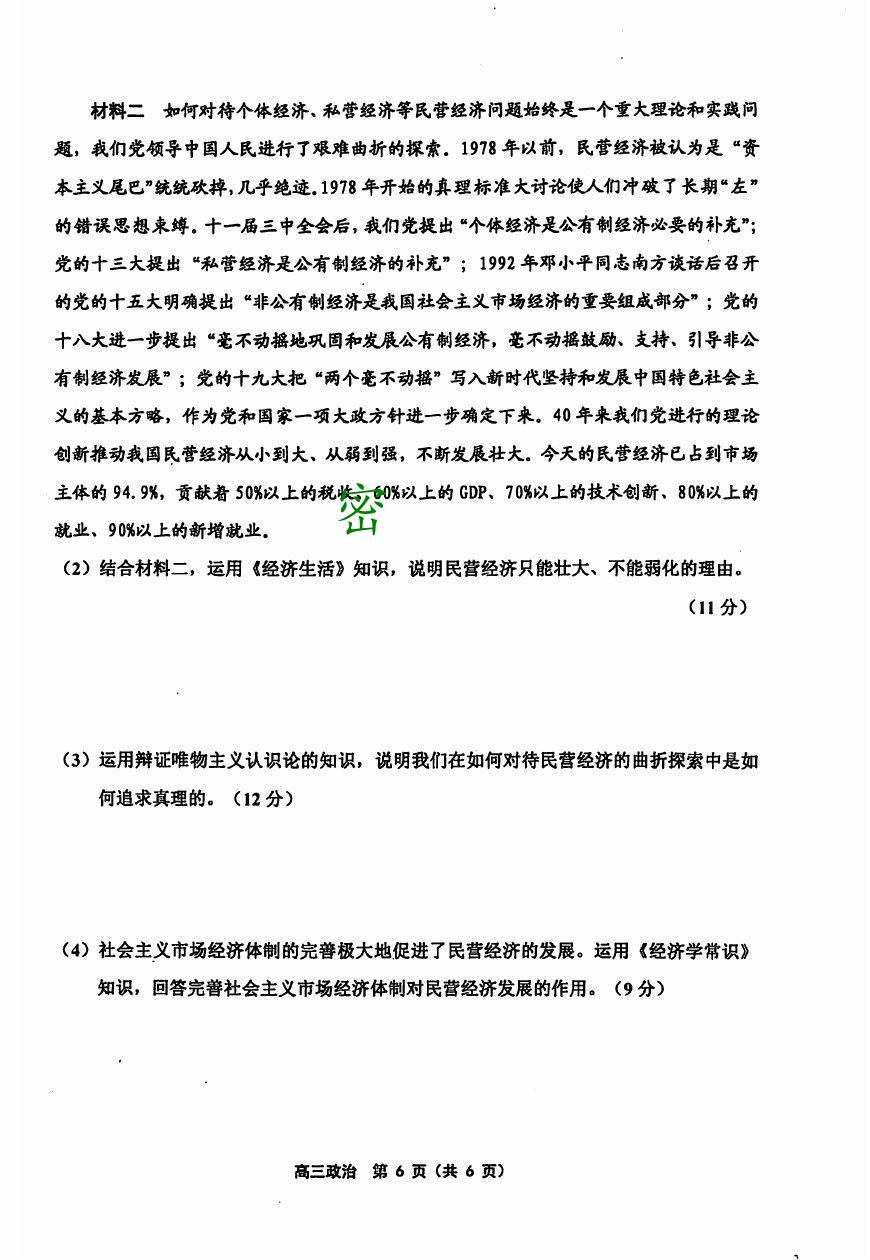 材料二 如何对待个体经济、私营经济等民营经济问题始终是一个重大理论和实践问
题，我们党领导中国人民进行了艰难曲折的探索．1978 年以前，民营经济被认为是“资
本主义尾巴”统统砍掉，几乎绝迹．1978 年开始的真理标准大讨论使人们冲破了长期“左”
的错误思想束缚．十一届三中全会后，我们党提出“个体经济是公有制经济必要的补充”；
党的十三大提出“私营经济是公有制经济的补充”；1992 年邓小平同志南方谈话后召开
的党的十五大明确提出“非公有制经济是我国社会主义市场经济的重要组成部分”；党的
十八大进一步提出“毫不动摇地巩固和发展公有制经济，毫不动摇鼓励、支持、引导非公
有制经济发展”；党的十九大把“两个毫不动摇”写入新时代坚持和发展中国特色社会主
义的基本方略，作为党和国家一项大政方针进一步确定下来。40 年来我们党进行的理论
创新推动我国民营经济从小到大、从弱到强，不断发展壮大．今天的民营经济已占到市场
主体的 94.9%，贡献着 50%以上的税收、60%以上的 GDP、70%以上的技术创新、80%以上的
就业、90%以上的新增就业．
密
（2）结合材料二，运用《经济生活》知识，说明民营经济只能壮大、不能弱化的理由。
（11 分）
（3）运用辩证唯物主义认识论的知识，说明我们在如何对待民营经济的曲折探索中是如
何追求真理的。（12 分）
（4）社会主义市场经济体制的完善极大地促进了民营经济的发展。运用《经济学常识》
知识，回答完善社会主义市场经济体制对民营经济发展的作用。（9 分）
高三政治 第 6 页（共 6 页）